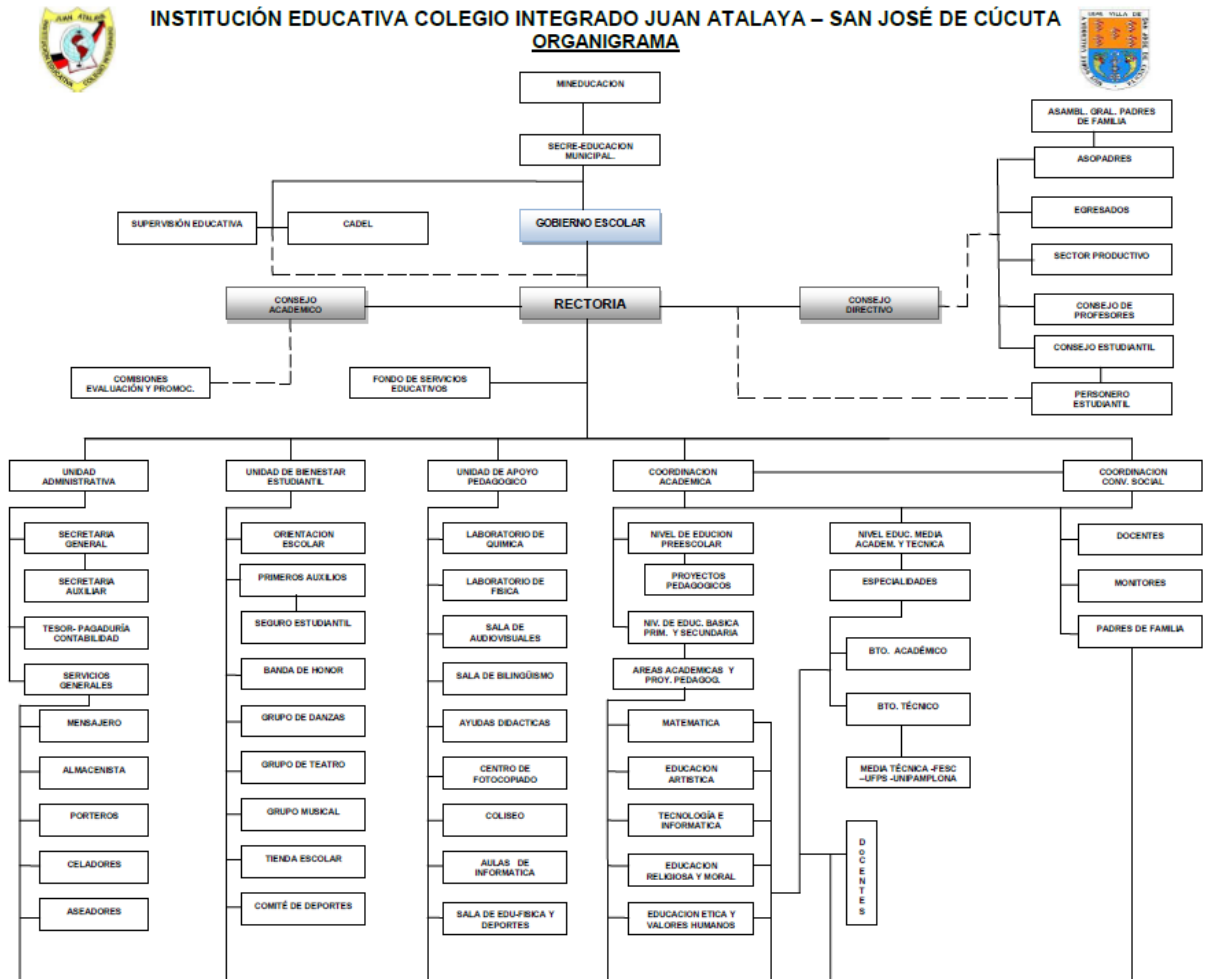 INSTITUCIÓN EDUCATIVA COLEGIO INTEGRADO JUAN ATALAYA – SAN JOSÉ DE CÚCUTA
ORGANIGRAMA
MINEDUCACION
SECRE-EDUCACION
MUNICIPAL.
ASAMBL. GRAL. PADRES
DE FAMILIA
ASOPADRES
SUPERVISIÓN EDUCATIVA
CADEL
GOBIERNO ESCOLAR
EGRESADOS
SECTOR PRODUCTIVO
CONSEJO
ACADEMICO
RECTORIA
CONSEJO
DIRECTIVO
CONSEJO DE
PROFESORES
CONSEJO ESTUDIANTIL
COMISIONES
EVALUACIÓN Y PROMOC.
FONDO DE SERVICIOS
EDUCATIVOS
PERSONERO
ESTUDIANTIL
UNIDAD
ADMINISTRATIVA
SECRETARIA
GENERAL
SECRETARIA
AUXILIAR
TESOR- PAGADURÍA
CONTABILIDAD
SERVICIOS
GENERALES
MENSAJERO
ALMACENISTA
PORTEROS
CELADORES
ASEADORES
UNIDAD DE BIENESTAR
ESTUDIANTIL
ORIENTACION
ESCOLAR
PRIMEROS AUXILIOS
SEGURO ESTUDIANTIL
BANDA DE HONOR
GRUPO DE DANZAS
GRUPO DE TEATRO
GRUPO MUSICAL
TIENDA ESCOLAR
COMITÉ DE DEPORTES
UNIDAD DE APOYO
PEDAGOGICO
LABORATORIO DE
QUIMICA
LABORATORIO DE
FISICA
SALA DE
AUDIOVISUALES
SALA DE BILINGÜISMO
AYUDAS DIDACTICAS
CENTRO DE
FOTOCOPIADO
COLISEO
AULAS DE
INFORMATICA
SALA DE EDU-FISICA Y
DEPORTES
COORDINACION
ACADEMICA
NIVEL DE EDUCION
PREESCOLAR
PROYECTOS
PEDAGOGICOS
NIV. DE EDUC. BASICA
PRIM. Y SECUNDARIA
AREAS ACADEMICAS Y
PROY. PEDAGOG.
MATEMATICA
EDUCACION
ARTISTICA
TECNOLOGÍA E
INFORMATICA
EDUCACION
RELIGIOSA Y MORAL
EDUCACION ETICA Y
VALORES HUMANOS
NIVEL EDUC. MEDIA
ACADEM. Y TECNICA
ESPECIALIDADES
BTO. ACADÉMICO
BTO. TÉCNICO
MEDIA TÉCNICA -FESC
–UFPS -UNIPAMPLONA
DoCENTES
COORDINACION
CONV. SOCIAL
DOCENTES
MONITORES
PADRES DE FAMILIA